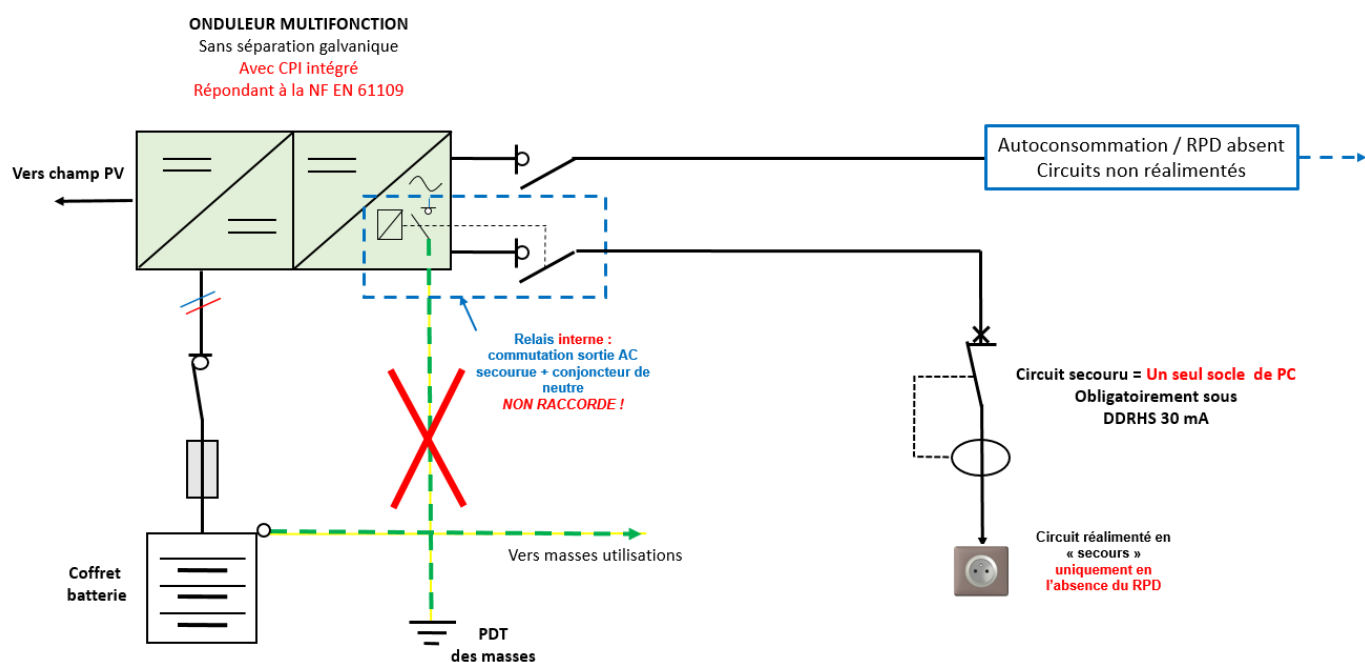 ONDULEUR MULTIFONCTION
Sans séparation galvanique
Avec CPI intégré
Répondant à la NF EN 61109
Vers champ PV
Autoconsommation / RPD absent
Circuits non réalimentés
Relais interne :
commutation sortie AC
secourue + conjoncteur de
neutre
NON RACCORDE !
Circuit secouru = Un seul socle de PC
Obligatoirement sous
DDRHS 30 mA
Vers masses utilisations
Circuit réalimenté en
« secours »
uniquement en
l'absence du RPD
Coffret
batterie
PDT
des masses